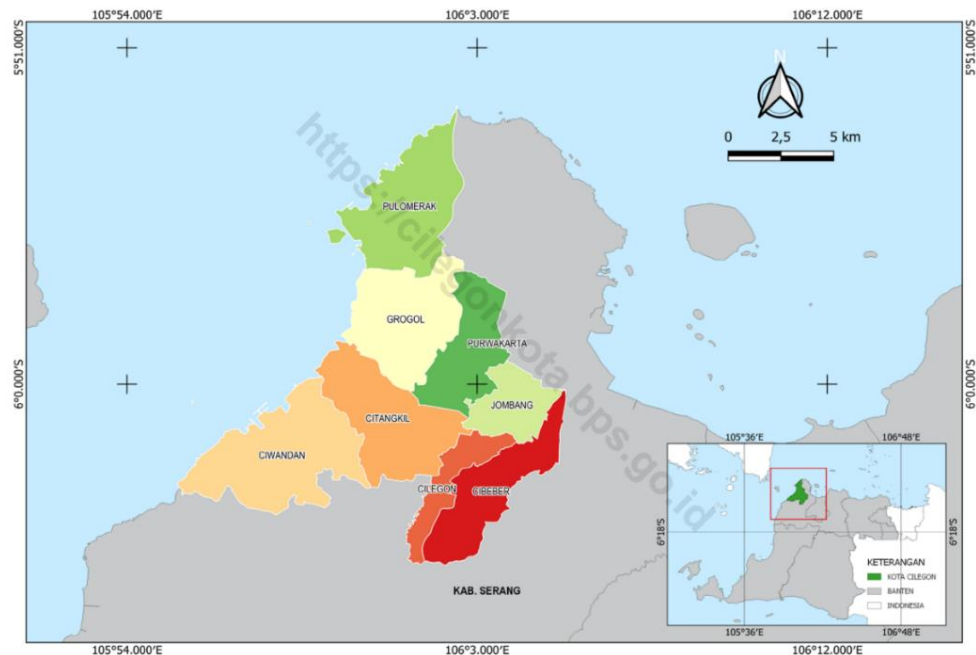 105°54.000'E 106°3.000'E 106°12.000'E
5°51.000'S 5°51.000'S
N
0 2,5 5 km
https://cilegonkota.bps.go.id
PULOMERAK
GROGOL
PURWAKARTA
6°0.000'S 6°0.000'S
CITANGKIL
JOMBANG
CIWANDAN
CILEGON
CIBEBER
KAB. SERANG
105°36'E 106°48'E
6°18'S 6°18'S
KETERANGAN
KOTA CILEGON
BANTEN
INDONESIA
105°36'E 106°48'E
105°54.000'E 106°3.000'E 106°12.000'E